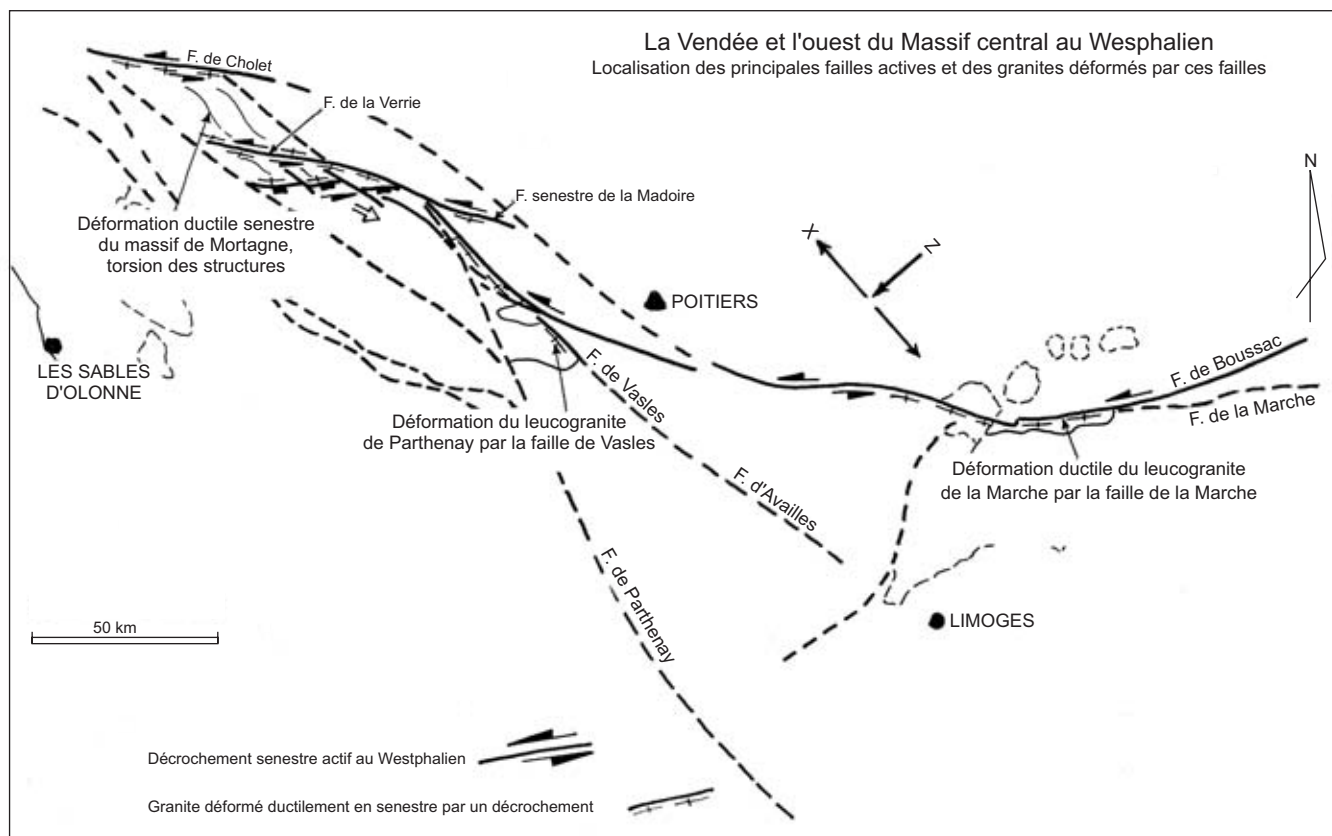 La Vendée et l'ouest du Massif central au Wesphalien
Localisation des principales failles actives et des granites déformés par ces failles
F. de Cholet
F. de la Verrie
N
F. senestre de la Madoire
Déformation ductile senestre
du massif de Mortagne,
torsion des structures
X
Z
POITIERS
LES SABLES
D'OLONNE
F. de Boussac
F. de Vasles
F. de la Marche
Déformation du leucogranite
de Parthenay par la faille de Vasles
Déformation ductile du leucogranite
de la Marche par la faille de la Marche
F. d'Availles
F. de Parthenay
LIMOGES
50 km
Décrochement senestre actif au Westphalien
Granite déformé ductilement en senestre par un décrochement